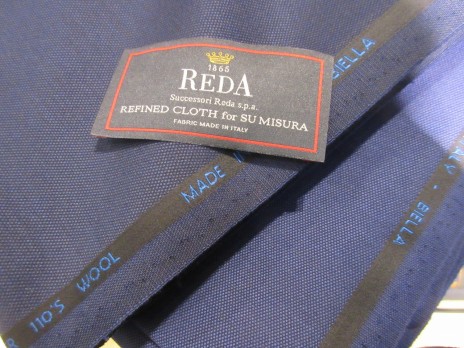 1865
REDA
Successori Reda s.p.a.
REFINED CLOTH for SU MISURA
FABRIC MADE IN ITALY
110'S WOOL MADE
BIELLA
- BIELLA